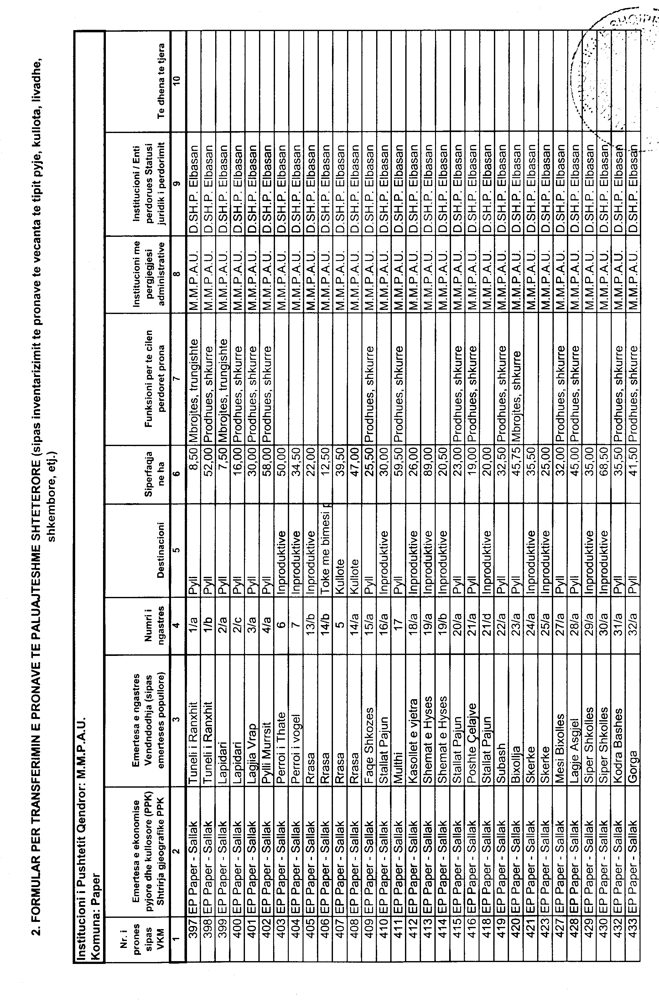 2. FORMULAR PER TRANSFERIMIN E PRONAVE TE PALUAJTESHME SHTETERORE (sipas inventarizimit te pronave te vecanta te tipit pyje, kullota, livadhe,
shkembore, etj.)
Institucioni i Pushtetit Qendror: M.M.P.A.U.
Komuna: Paper
Nr. i prones sipas VKM | Emertesa e ekonomise pyjore dhe kullosore (PPK) Shtrirja gjeografike PPK | Emertesa e ngastres Vendndodhja (sipas emerteses popullore) | Numri i ngastres | Destinacioni | Siperfaqja ne ha | Funksioni per te cilen perdoret prona | Institucioni me pergjegjesi administrative | Institucioni / Enti perdorues Statusi juridik i perdorimit | Te dhena te tjera
1 | 2 | 3 | 4 | 5 | 6 | 7 | 8 | 9 | 10
397 | EP Paper - Sallak | Tuneli i Ranxhit | 1/a | Pyll | 8,50 | Mbrojtes, trungishte | M.M.P.A.U. | D.SH.P. Elbasan
398 | EP Paper - Sallak | Tuneli i Ranxhit | 1/b | Pyll | 52,00 | Prodhues, shkurre | M.M.P.A.U. | D.SH.P. Elbasan
399 | EP Paper - Sallak | Lapidari | 2/a | Pyll | 7,50 | Mbrojtes, trungishte | M.M.P.A.U. | D.SH.P. Elbasan
400 | EP Paper - Sallak | Lapidari | 2/c | Pyll | 16,00 | Prodhues, shkurre | M.M.P.A.U. | D.SH.P. Elbasan
401 | EP Paper - Sallak | Lagjia Vrap | 3/a | Pyll | 30,00 | Prodhues, shkurre | M.M.P.A.U. | D.SH.P. Elbasan
402 | EP Paper - Sallak | Pylli Murrsit | 4/a | Pyll | 58,00 | Prodhues, shkurre | M.M.P.A.U. | D.SH.P. Elbasan
403 | EP Paper - Sallak | Perroi i Thate | 6 | Inproduktive | 50,00 | | M.M.P.A.U. | D.SH.P. Elbasan
404 | EP Paper - Sallak | Perroi i vogel | 7 | Inproduktive | 34,50 | | M.M.P.A.U. | D.SH.P. Elbasan
405 | EP Paper - Sallak | Rrasa | 13/b | Inproduktive | 22,00 | | M.M.P.A.U. | D.SH.P. Elbasan
406 | EP Paper - Sallak | Rrasa | 14/b | Toke me bimesi p | 12,50 | | M.M.P.A.U. | D.SH.P. Elbasan
407 | EP Paper - Sallak | Rrasa | 5 | Kullote | 39,50 | | M.M.P.A.U. | D.SH.P. Elbasan
408 | EP Paper - Sallak | Rrasa | 14/a | Kullote | 47,00 | | M.M.P.A.U. | D.SH.P. Elbasan
409 | EP Paper - Sallak | Faqe Shkozes | 15/a | Pyll | 25,50 | Prodhues, shkurre | M.M.P.A.U. | D.SH.P. Elbasan
410 | EP Paper - Sallak | Stallat Pajun | 16/a | Inproduktive | 30,00 | | M.M.P.A.U. | D.SH.P. Elbasan
411 | EP Paper - Sallak | Multhi | 17 | Pyll | 59,50 | Prodhues, shkurre | M.M.P.A.U. | D.SH.P. Elbasan
412 | EP Paper - Sallak | Kasollet e vjetra | 18/a | Inproduktive | 26,00 | | M.M.P.A.U. | D.SH.P. Elbasan
413 | EP Paper - Sallak | Shemat e Hyses | 19/a | Inproduktive | 89,00 | | M.M.P.A.U. | D.SH.P. Elbasan
414 | EP Paper - Sallak | Shemat e Hyses | 19/b | Inproduktive | 20,50 | | M.M.P.A.U. | D.SH.P. Elbasan
415 | EP Paper - Sallak | Stallat Pajun | 20/a | Pyll | 23,00 | Prodhues, shkurre | M.M.P.A.U. | D.SH.P. Elbasan
416 | EP Paper - Sallak | Poshte Çelajve | 21/a | Pyll | 19,00 | Prodhues, shkurre | M.M.P.A.U. | D.SH.P. Elbasan
418 | EP Paper - Sallak | Stallat Pajun | 21/d | Inproduktive | 20,00 | | M.M.P.A.U. | D.SH.P. Elbasan
419 | EP Paper - Sallak | Subash | 22/a | Pyll | 32,50 | Prodhues, shkurre | M.M.P.A.U. | D.SH.P. Elbasan
420 | EP Paper - Sallak | Bixollja | 23/a | Pyll | 45,75 | Mbrojtes, shkurre | M.M.P.A.U. | D.SH.P. Elbasan
421 | EP Paper - Sallak | Skerke | 24/a | Inproduktive | 35,50 | | M.M.P.A.U. | D.SH.P. Elbasan
423 | EP Paper - Sallak | Skerke | 25/a | Inproduktive | 25,00 | | M.M.P.A.U. | D.SH.P. Elbasan
427 | EP Paper - Sallak | Mesi Bixolles | 27/a | Pyll | 32,00 | Prodhues, shkurre | M.M.P.A.U. | D.SH.P. Elbasan
428 | EP Paper - Sallak | Lagje Asgjel | 28/a | Pyll | 45,00 | Prodhues, shkurre | M.M.P.A.U. | D.SH.P. Elbasan
429 | EP Paper - Sallak | Siper Shkolles | 29/a | Inproduktive | 35,00 | | M.M.P.A.U. | D.SH.P. Elbasan
430 | EP Paper - Sallak | Siper Shkolles | 30/a | Inproduktive | 68,50 | | M.M.P.A.U. | D.SH.P. Elbasan
432 | EP Paper - Sallak | Kodra Bashes | 31/a | Pyll | 35,50 | Prodhues, shkurre | M.M.P.A.U. | D.SH.P. Elbasan
433 | EP Paper - Sallak | Gorga | 32/a | Pyll | 41,50 | Prodhues, shkurre | M.M.P.A.U. | D.SH.P. Elbasan